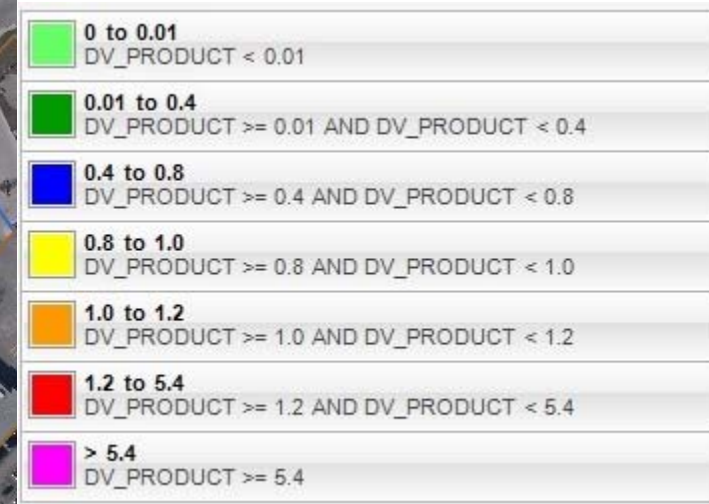 0 to 0.01
DV_PRODUCT < 0.01
0.01 to 0.4
DV_PRODUCT >= 0.01 AND DV_PRODUCT < 0.4
0.4 to 0.8
DV_PRODUCT >= 0.4 AND DV_PRODUCT < 0.8
0.8 to 1.0
DV_PRODUCT >= 0.8 AND DV_PRODUCT < 1.0
1.0 to 1.2
DV_PRODUCT >= 1.0 AND DV_PRODUCT < 1.2
1.2 to 5.4
DV_PRODUCT >= 1.2 AND DV_PRODUCT < 5.4
> 5.4
DV_PRODUCT >= 5.4